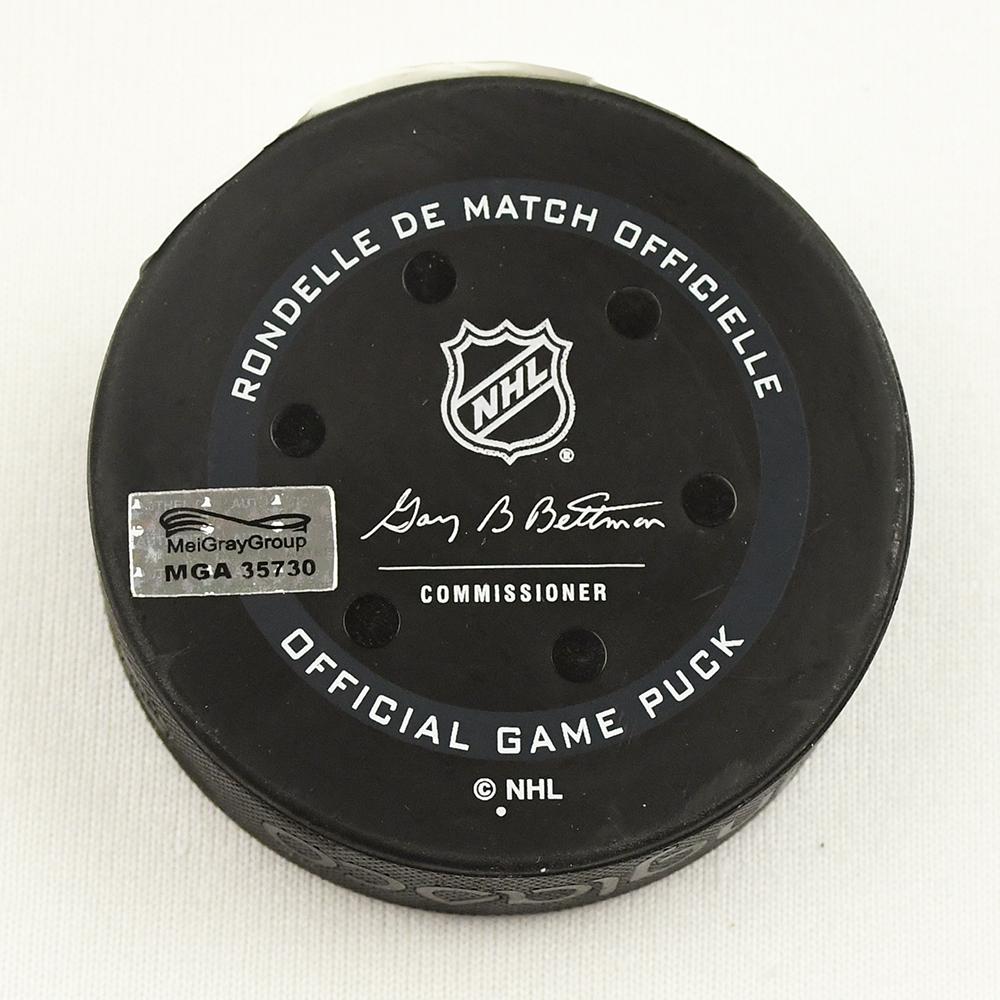 RONDELLE DE MATCH OFFICIELLE
NHL
®
Gary B Bettman
COMMISSIONER
MeiGrayGroup
MGA 35730
OFFICIAL GAME PUCK
© NHL